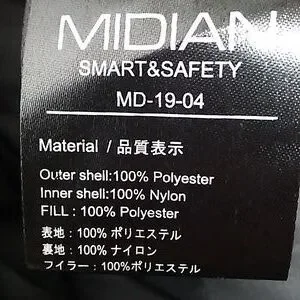 MIDIAN
SMART&SAFETY
MD-19-04
Material / 品質表示
Outer shell:100% Polyester
Inner shell:100% Nylon
FILL : 100% Polyester
表地 : 100% ポリエステル
裏地 : 100% ナイロン
フィラー : 100%ポリエステル